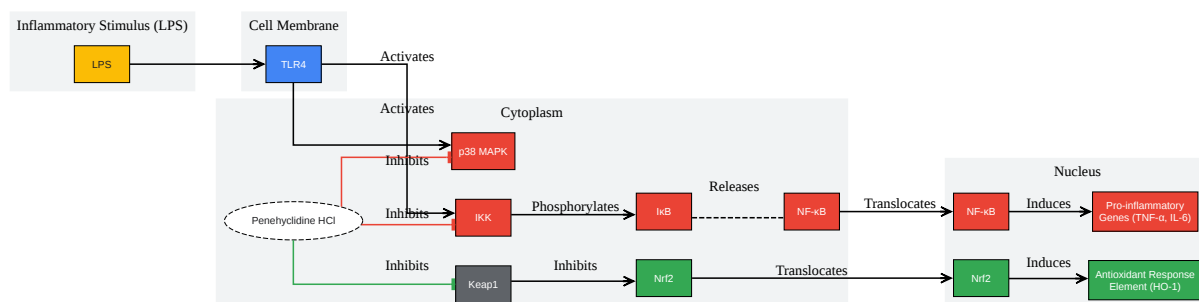 Inflammatory Stimulus (LPS)
Cell Membrane
LPS
TLR4
Activates
Activates
Cytoplasm
p38 MAPK
Inhibits
Nucleus
Releases
Penehyclidine HCl
Inhibits
IKK
Phosphorylates
IκB
NF-κB
Translocates
NF-κB
Induces
Pro-inflammatory
Genes (TNF-α, IL-6)
Inhibits
Keap1
Inhibits
Nrf2
Translocates
Nrf2
Induces
Antioxidant Response
Element (HO-1)